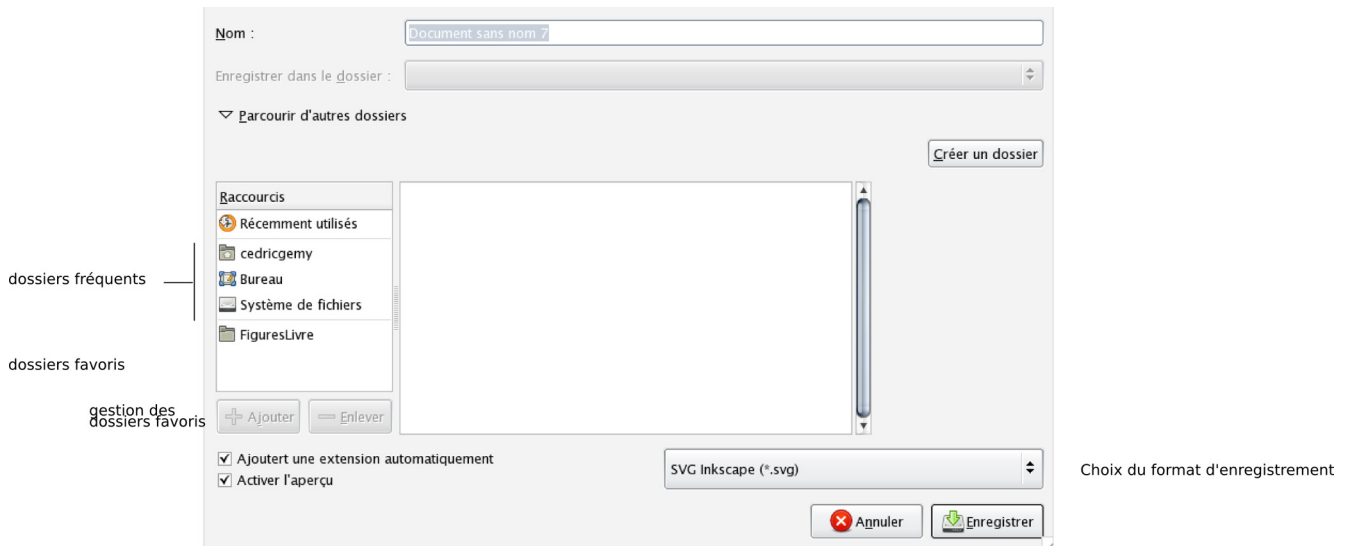 Nom :
Document sans nom 7
Enregistrer dans le dossier :
Parcourir d'autres dossiers
Créer un dossier
Raccourcis
Récemment utilisés
cedricgemy
dossiers fréquents
Bureau
Système de fichiers
FiguresLivre
dossiers favoris
gestion des
dossiers favoris
Ajouter
Enlever
Ajoutert une extension automatiquement
Activer l'aperçu
SVG Inkscape (*.svg)
Choix du format d'enregistrement
Annuler
Enregistrer